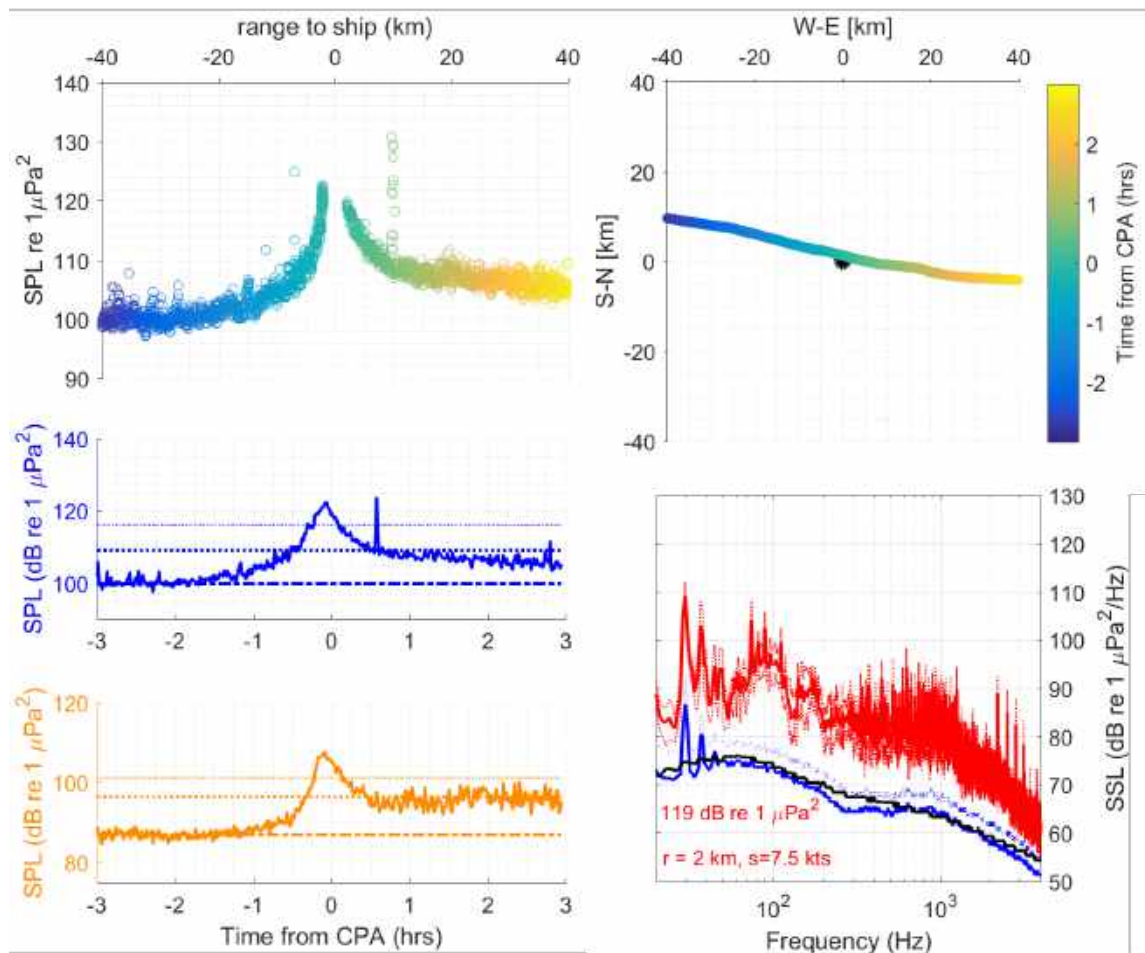 range to ship (km)
-40 -20 0 20 40
140
130
120
110
100
90
SPL re 1μPa²
W-E [km]
-40 -20 0 20 40
40
20
0
-20
-40
S-N [km]
2
1
0
-1
-2
Time from CPA (hrs)
140
120
100
SPL (dB re 1 μPa²)
-3 -2 -1 0 1 2 3
120
100
80
SPL (dB re 1 μPa²)
-3 -2 -1 0 1 2 3
Time from CPA (hrs)
130
120
110
100
90
80
70
60
50
SSL (dB re 1 μPa²/Hz)
119 dB re 1 μPa²
r = 2 km, s=7.5 kts
10² 10³
Frequency (Hz)